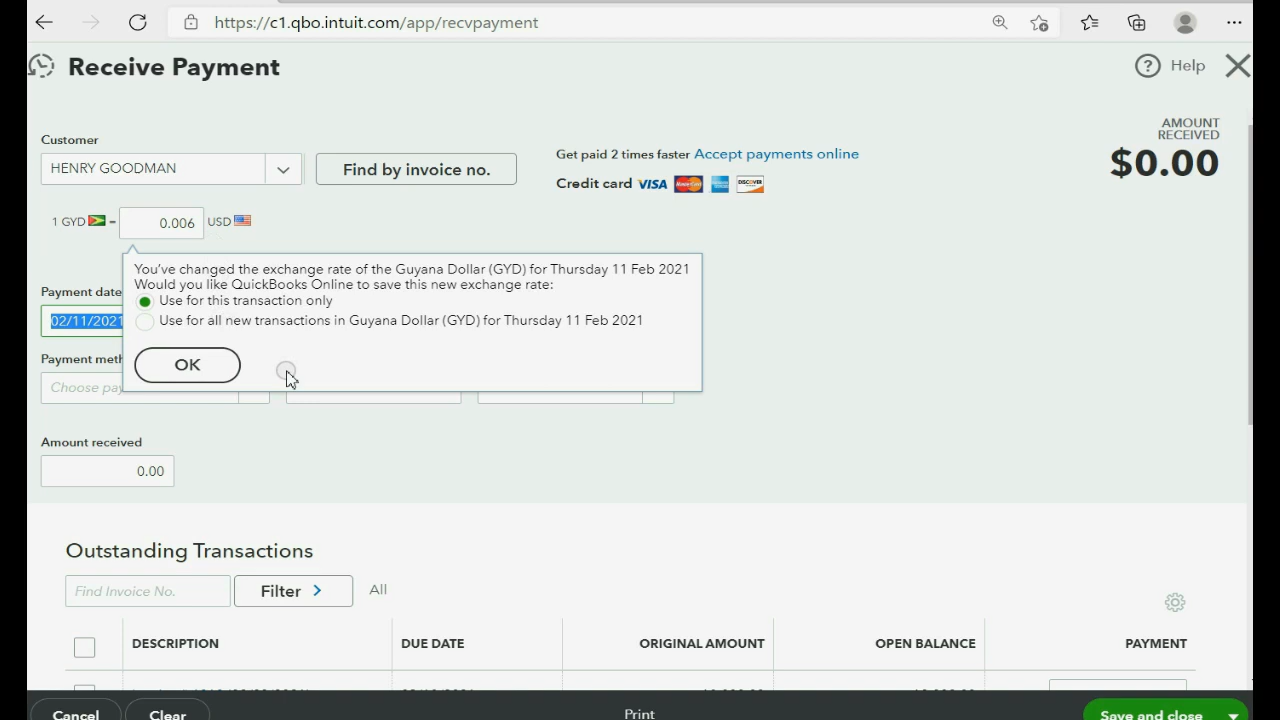 https://c1.qbo.intuit.com/app/recvpayment
Receive Payment
Help
AMOUNT
RECEIVED
$0.00
Customer
HENRY GOODMAN
Find by invoice no.
Get paid 2 times faster Accept payments online
Credit card VISA
1 GYD = 0.006 USD
You've changed the exchange rate of the Guyana Dollar (GYD) for Thursday 11 Feb 2021
Would you like QuickBooks Online to save this new exchange rate:
Use for this transaction only
Use for all new transactions in Guyana Dollar (GYD) for Thursday 11 Feb 2021
OK
Payment date
02/11/2021
Payment meth
Choose pay
Amount received
0.00
Outstanding Transactions
Find Invoice No.
Filter
All
DESCRIPTION DUE DATE ORIGINAL AMOUNT OPEN BALANCE PAYMENT
Cancel Clear Print Save and close